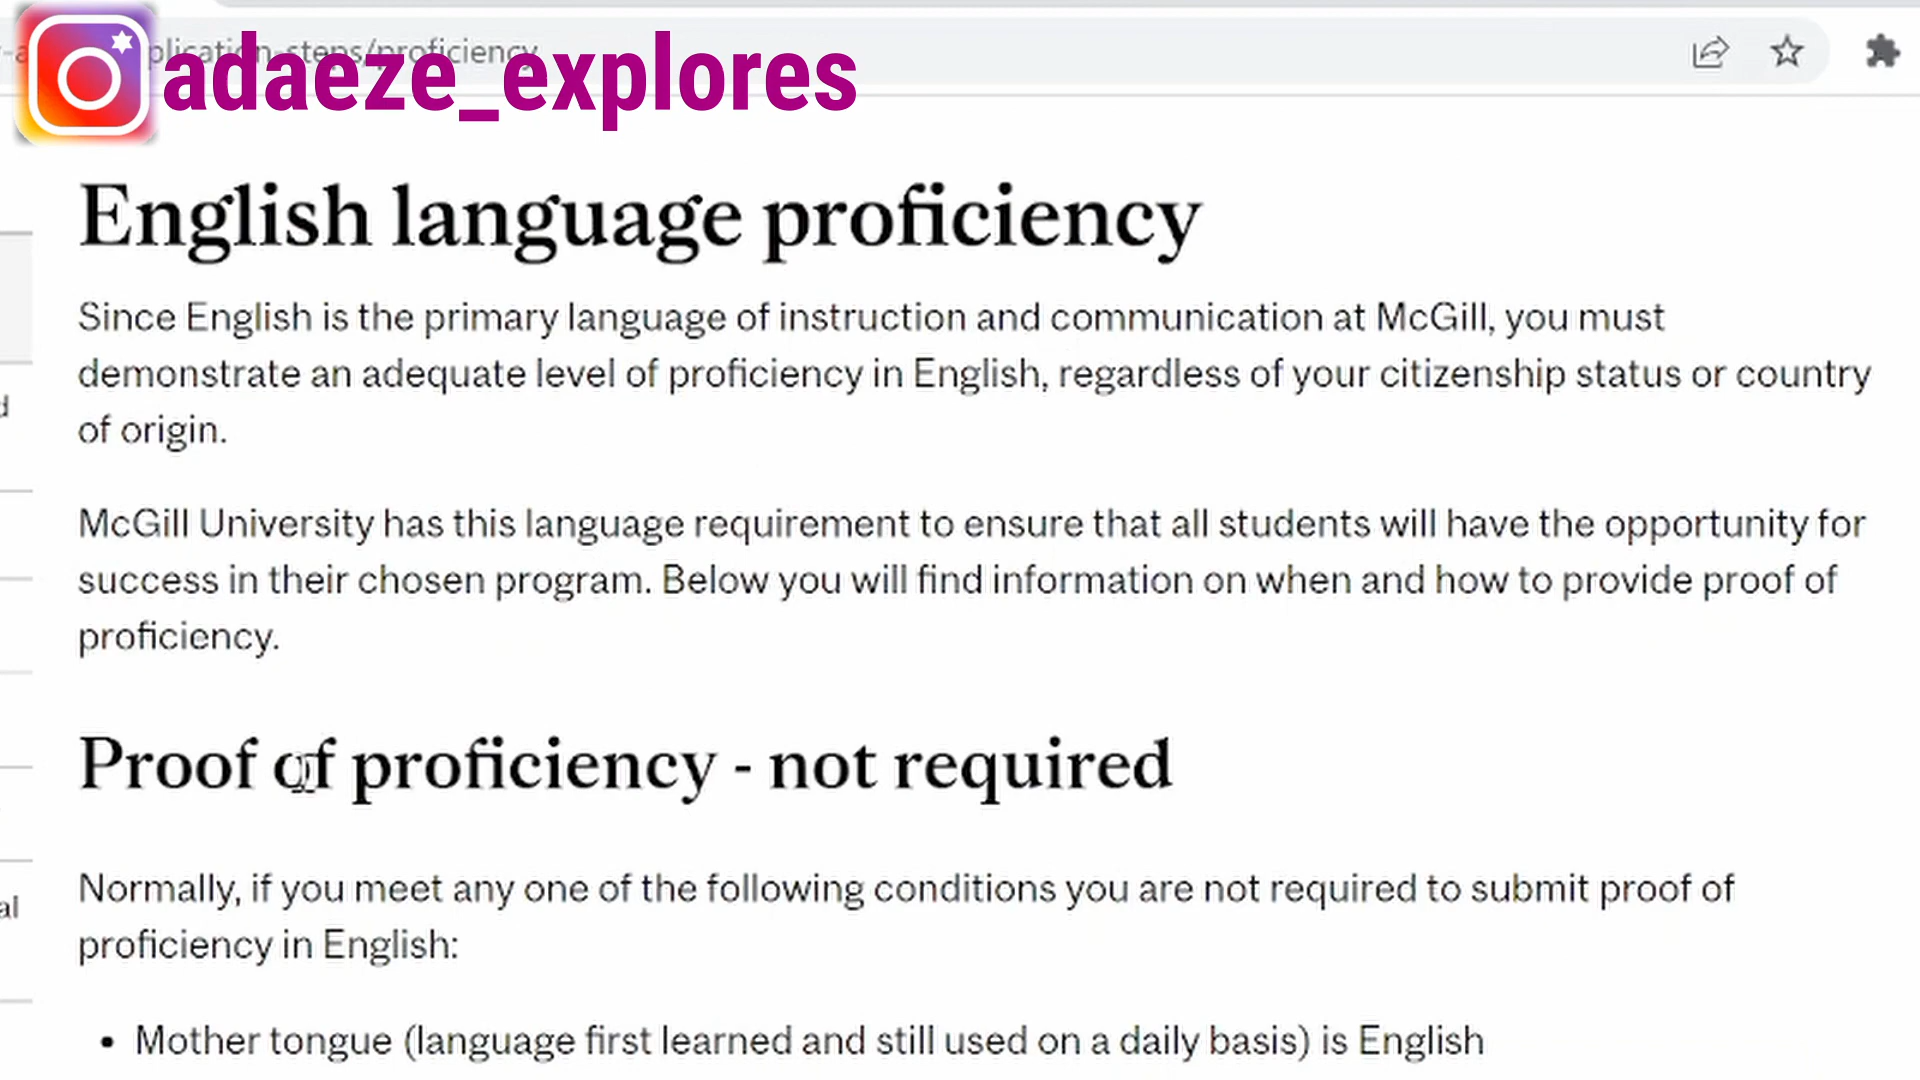 plication-steps/proficiency
adaeze_explores
English language proficiency
Since English is the primary language of instruction and communication at McGill, you must
demonstrate an adequate level of proficiency in English, regardless of your citizenship status or country
of origin.
McGill University has this language requirement to ensure that all students will have the opportunity for
success in their chosen program. Below you will find information on when and how to provide proof of
proficiency.
Proof of proficiency - not required
Normally, if you meet any one of the following conditions you are not required to submit proof of
proficiency in English:
• Mother tongue (language first learned and still used on a daily basis) is English